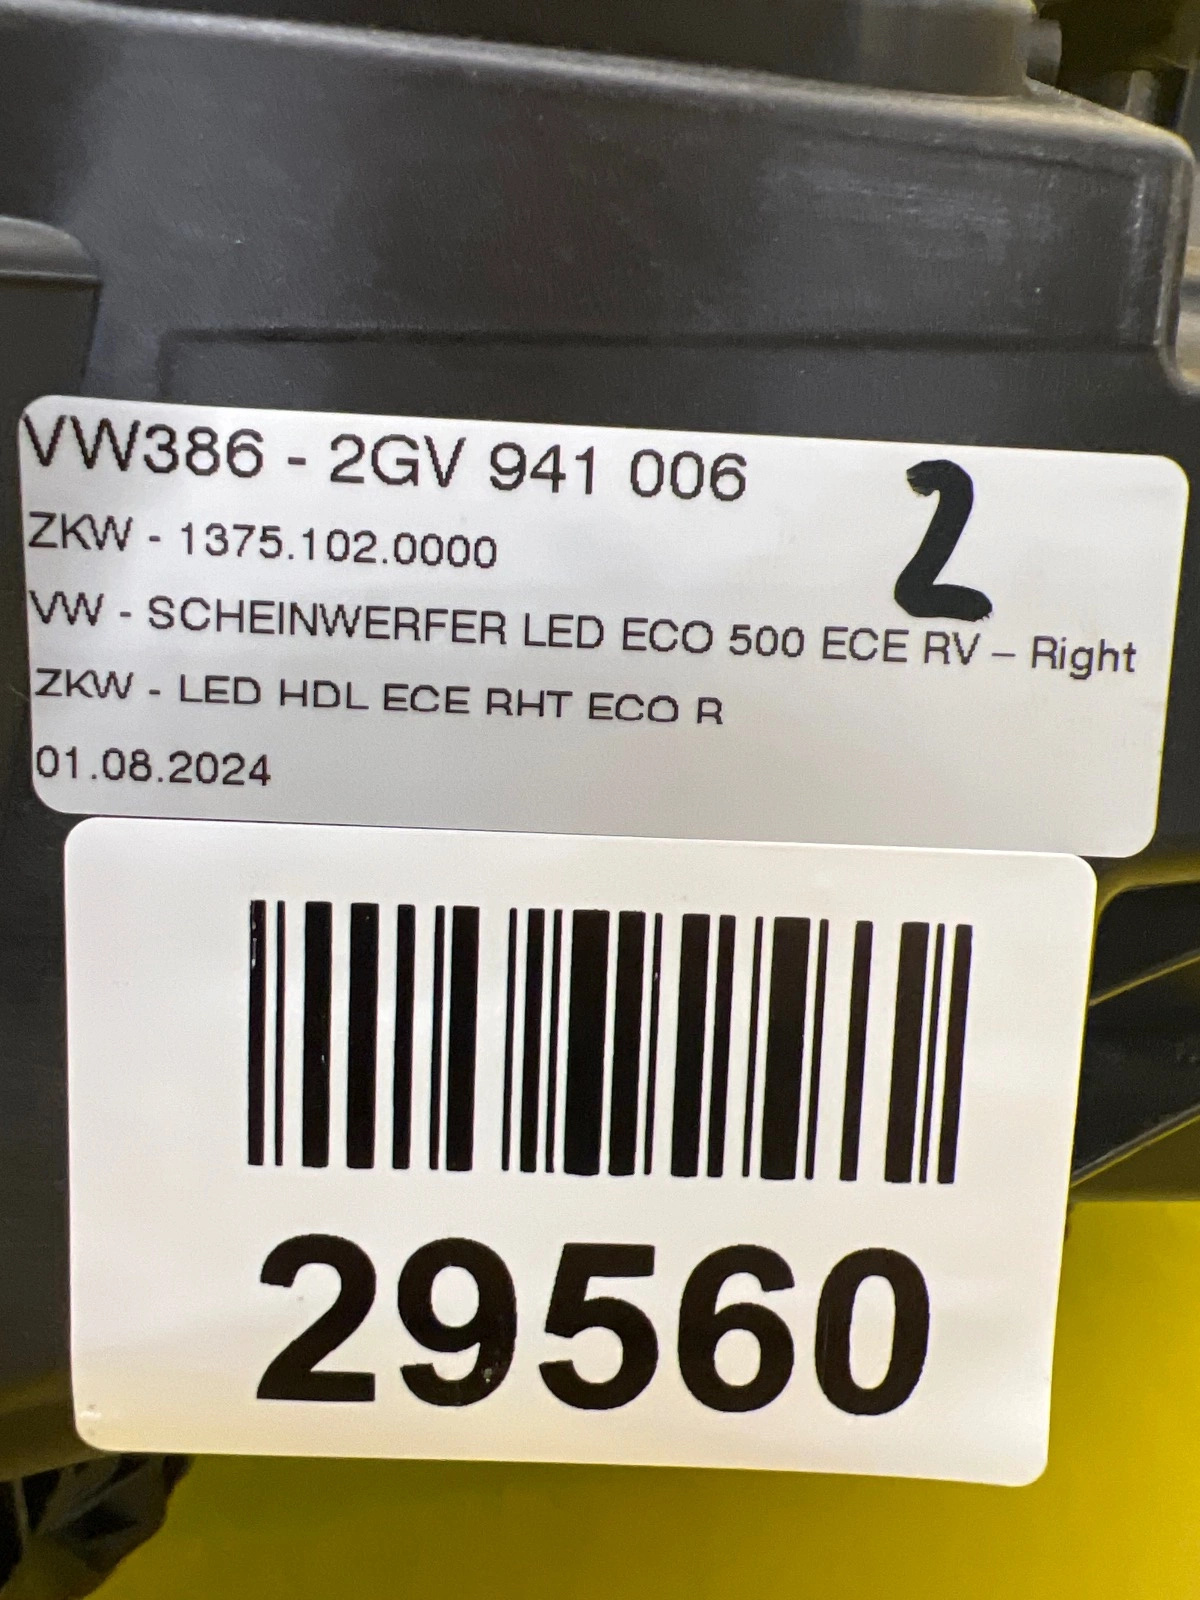 VW386 - 2GV 941 006
2
ZKW - 1375.102.0000
VW - SCHEINWERFER LED ECO 500 ECE RV – Right
ZKW - LED HDL ECE RHT ECO R
01.08.2024
29560